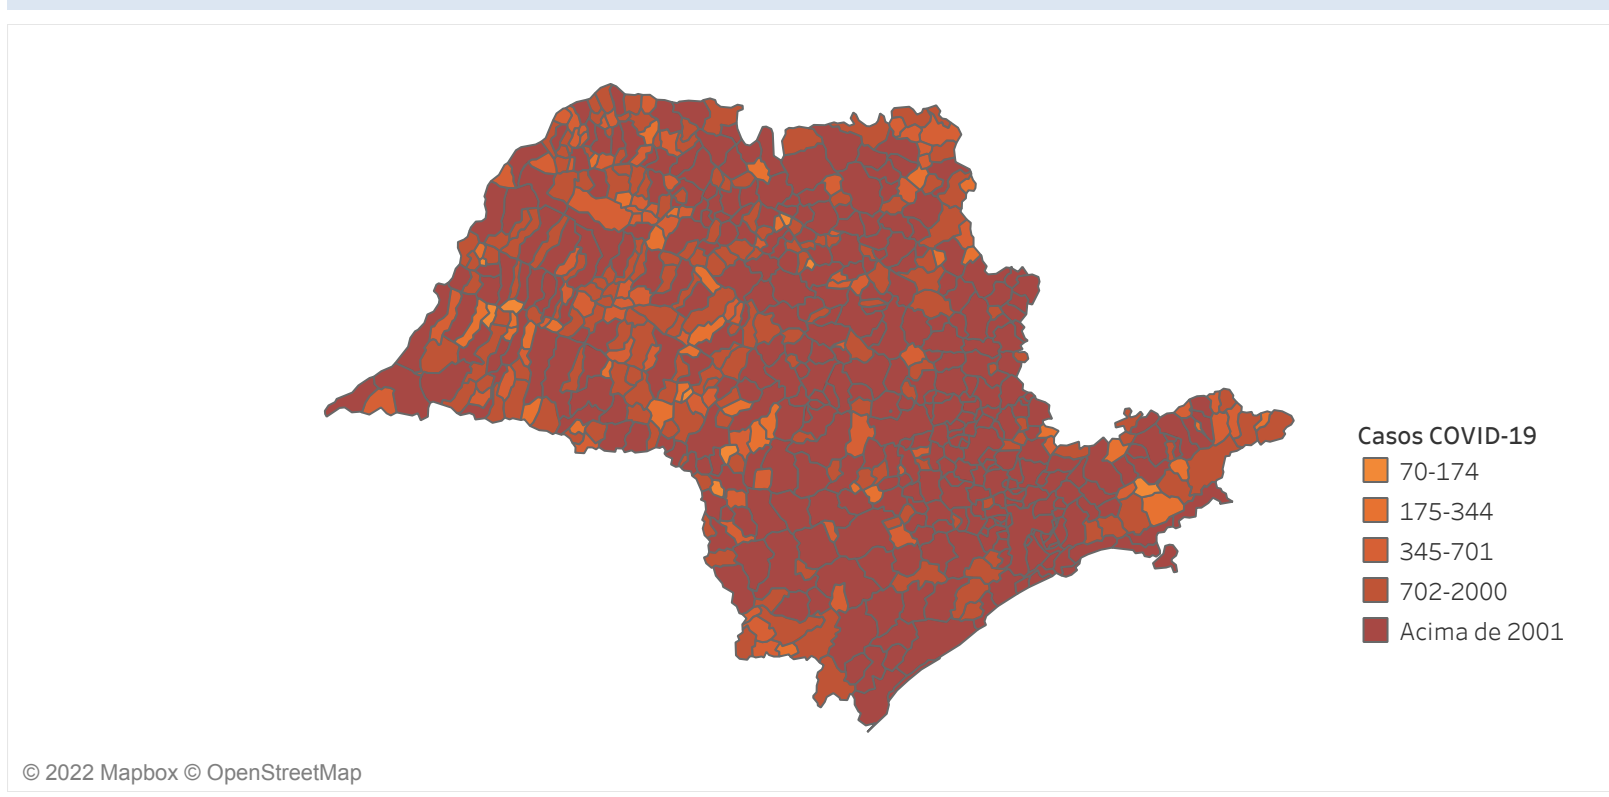 Casos COVID-19
70-174
175-344
345-701
702-2000
Acima de 2001
© 2022 Mapbox © OpenStreetMap